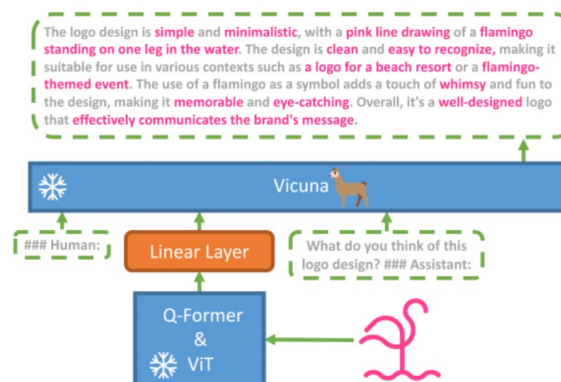 The logo design is simple and minimalistic, with a pink line drawing of a flamingo
standing on one leg in the water. The design is clean and easy to recognize, making it
suitable for use in various contexts such as a logo for a beach resort or a flamingo-
themed event. The use of a flamingo as a symbol adds a touch of whimsy and fun to
the design, making it memorable and eye-catching. Overall, it's a well-designed logo
that effectively communicates the brand's message.
Vicuna
### Human:
Linear Layer
What do you think of this
logo design? ### Assistant:
Q-Former
&
ViT